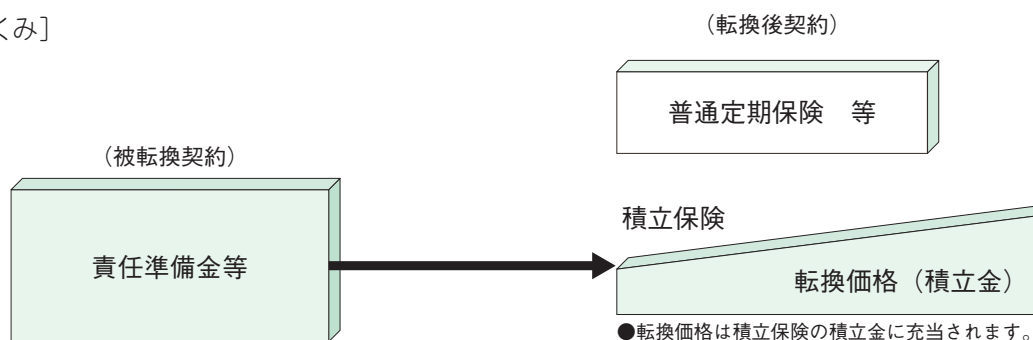 くみ］
（転換後契約）
普通定期保険　等
（被転換契約）
積立保険
責任準備金等
転換価格（積立金）
●転換価格は積立保険の積立金に充当されます。